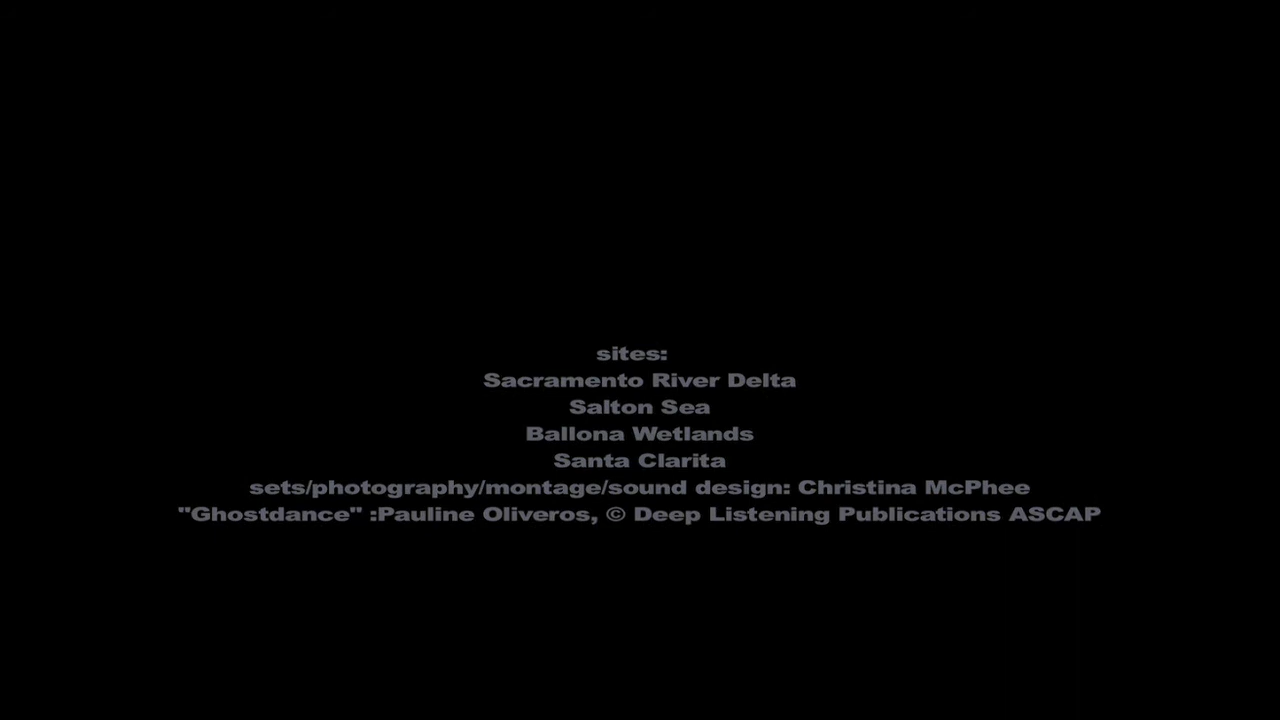 sites:
Sacramento River Delta
Salton Sea
Ballona Wetlands
Santa Clarita
sets/photography/montage/sound design: Christina McPhee
"Ghostdance" :Pauline Oliveros, © Deep Listening Publications ASCAP